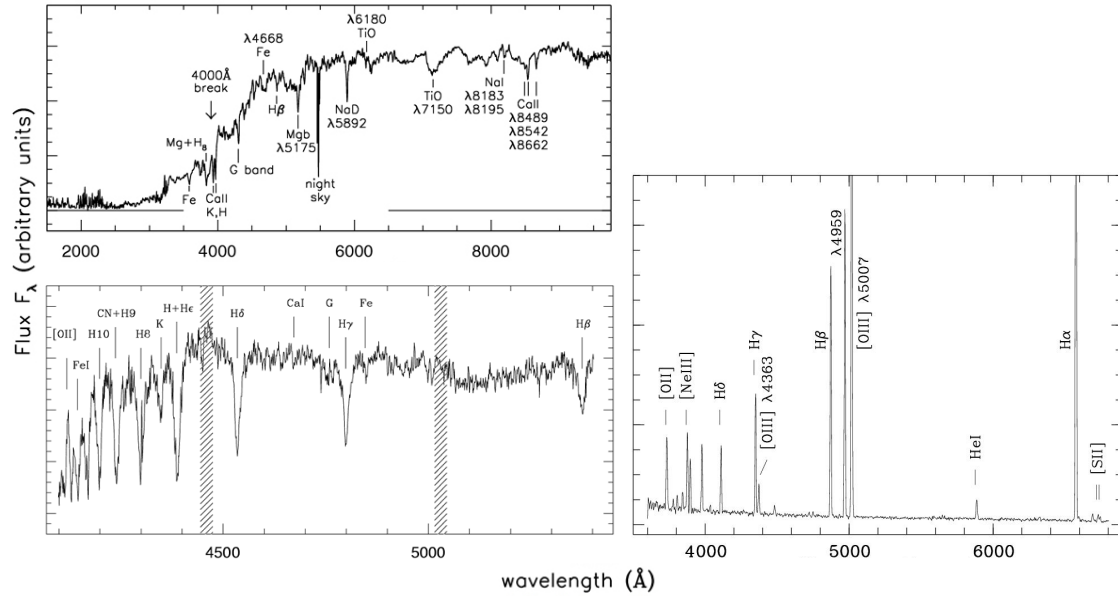 Flux F_λ (arbitrary units)
λ6180
TiO
λ4668
Fe
4000Å
break
Hβ
NaD
λ5892
TiO
λ7150
NaI
λ8183
λ8195
CaII
λ8489
λ8542
λ8662
Mg+H₈
Mgb
λ5175
G band
Fe
CaII
K,H
night
sky
2000 4000 6000 8000
[OII]
FeI
H10
CN+H9
H8
K
H+Hε
Hδ
CaI
G
Hγ
Fe
Hβ
4500 5000
[OII]
[NeIII]
Hδ
Hγ
[OIII] λ4363
Hβ
λ4959
[OIII] λ5007
HeI
Hα
[SII]
4000 5000 6000
wavelength (Å)